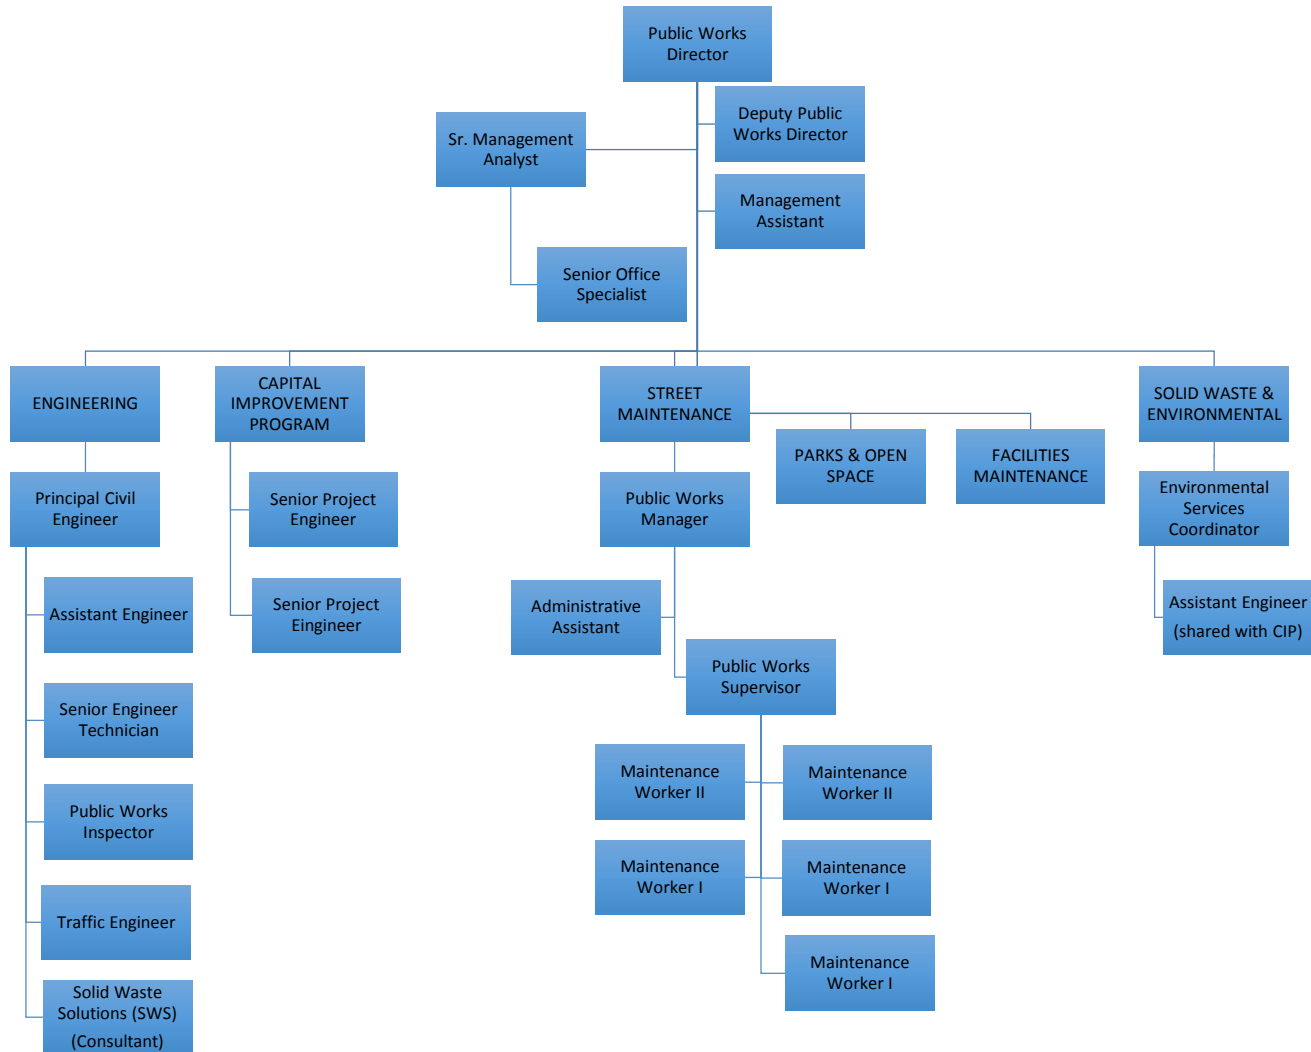 Public Works
Director
Deputy Public
Works Director
Sr. Management
Analyst
Management
Assistant
Senior Office
Specialist
ENGINEERING
CAPITAL
IMPROVEMENT
PROGRAM
STREET
MAINTENANCE
PARKS & OPEN
SPACE
FACILITIES
MAINTENANCE
SOLID WASTE &
ENVIRONMENTAL
Principal Civil
Engineer
Assistant Engineer
Senior Engineer
Technician
Public Works
Inspector
Traffic Engineer
Solid Waste
Solutions (SWS)
(Consultant)
Senior Project
Engineer
Senior Project
Eingineer
Public Works
Manager
Administrative
Assistant
Public Works
Supervisor
Maintenance
Worker II
Maintenance
Worker II
Maintenance
Worker I
Maintenance
Worker I
Maintenance
Worker I
Environmental
Services
Coordinator
Assistant Engineer
(shared with CIP)